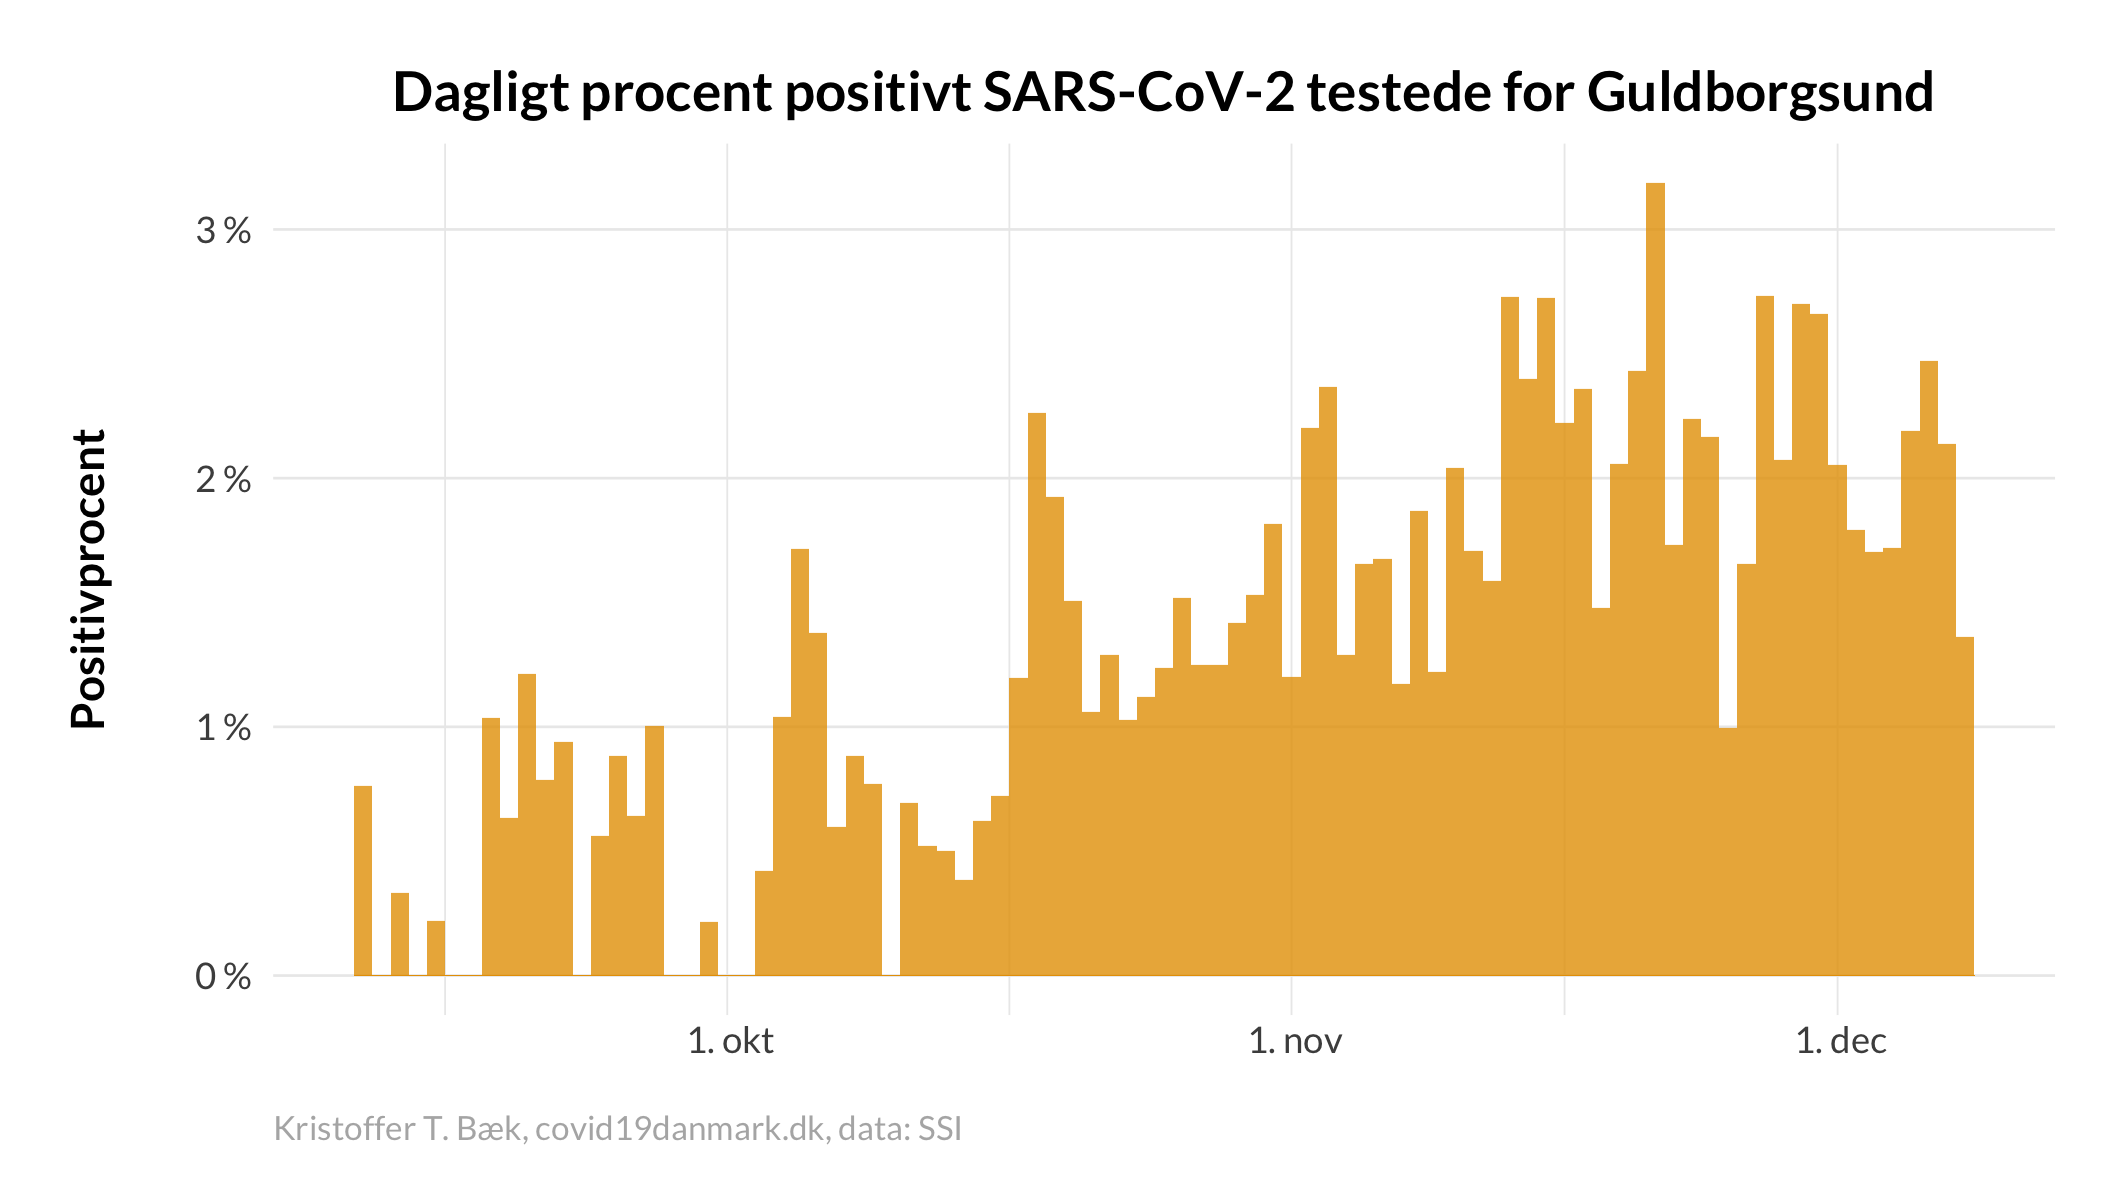 Dagligt procent positivt SARS-CoV-2 testede for Guldborgsund
Positivprocent
3 %
2 %
1 %
0 %
1. okt
1. nov
1. dec
Kristoffer T. Bæk, covid19danmark.dk, data: SSI